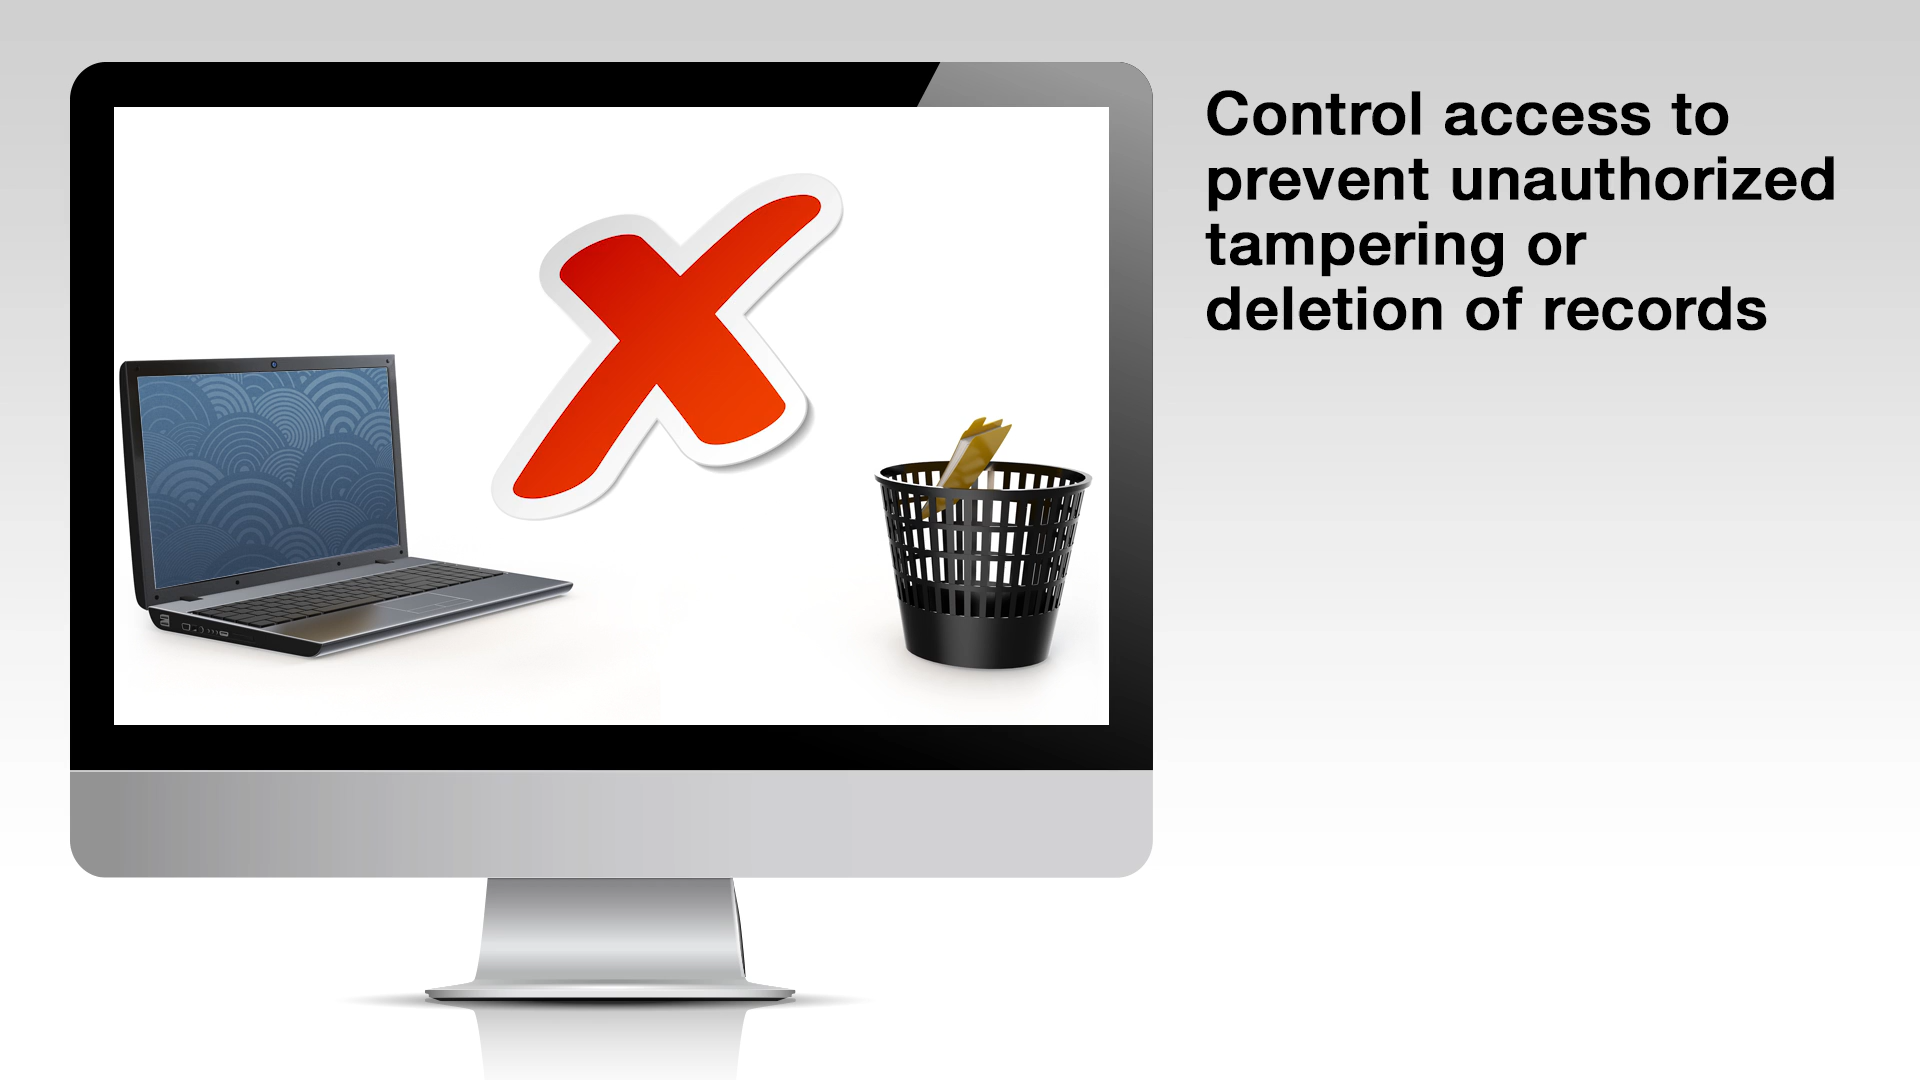 Control access to
prevent unauthorized
tampering or
deletion of records